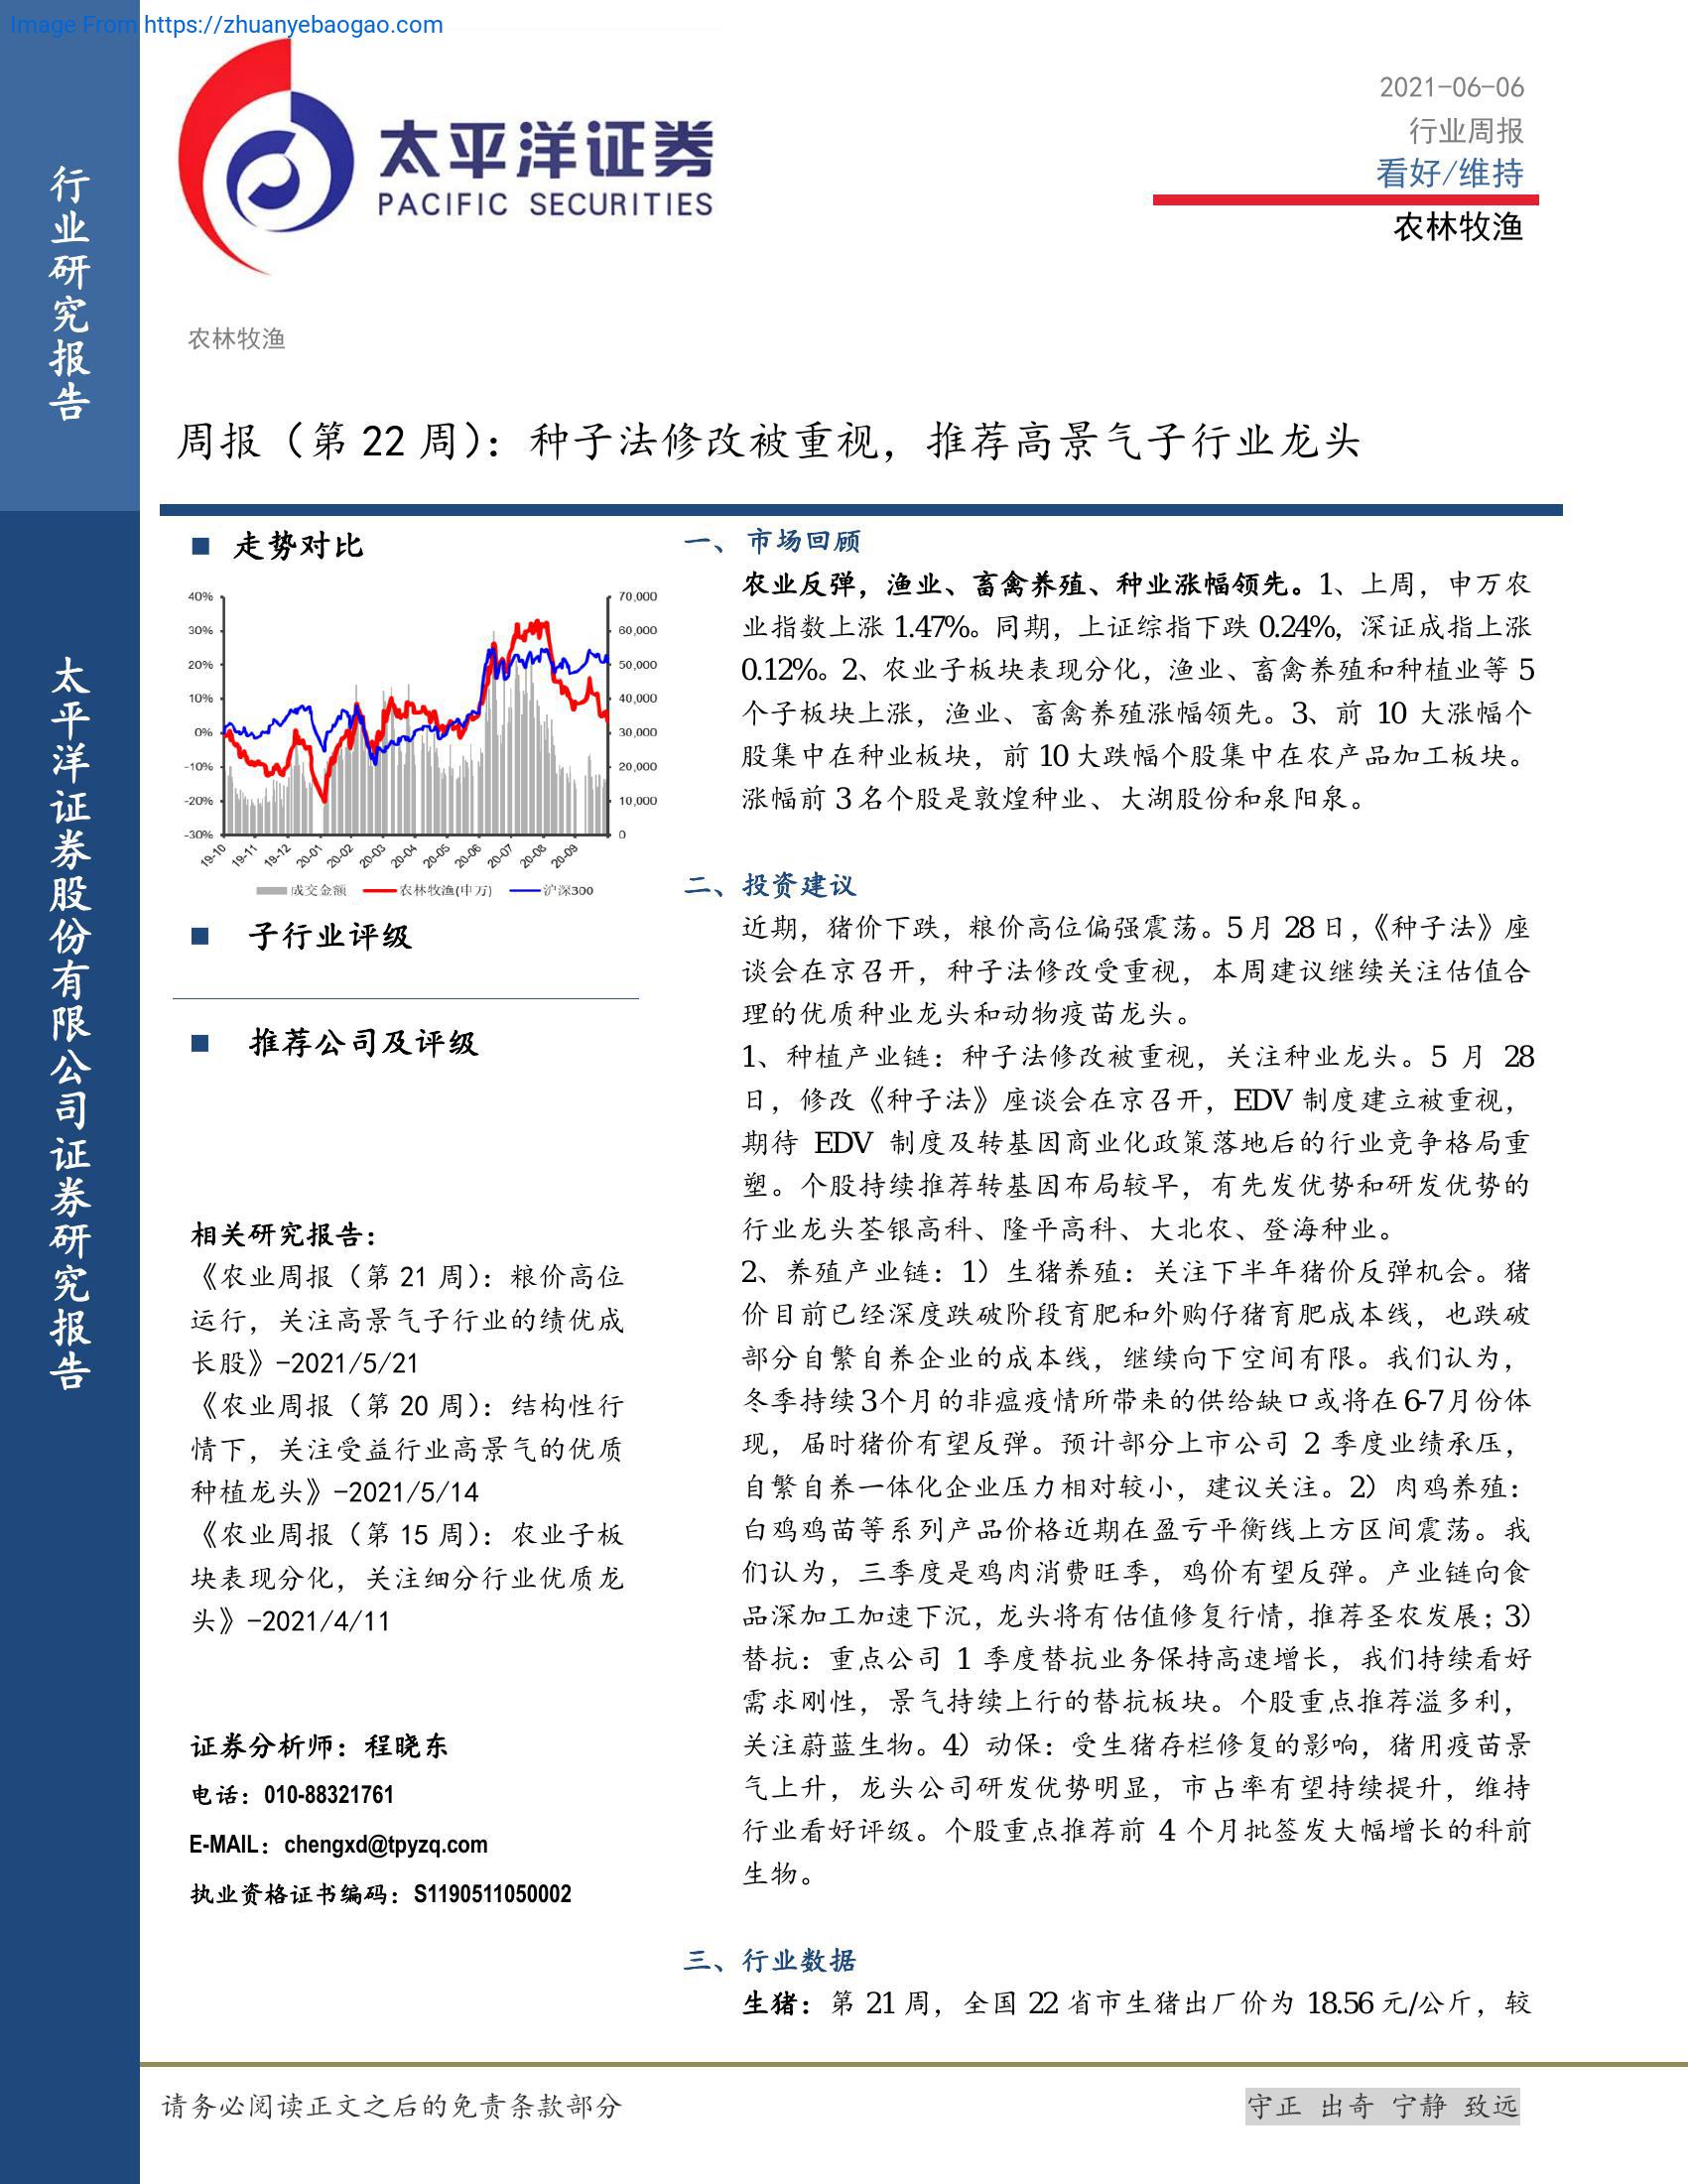 Image From https://zhuanyebaogao.com
行业研究报告
太平洋证券股份有限公司证券研究报告
太平洋证券
PACIFIC SECURITIES
2021-06-06
行业周报
看好/维持
农林牧渔
农林牧渔
周报（第 22 周）：种子法修改被重视，推荐高景气子行业龙头
■ 走势对比
40%
30%
20%
10%
0%
-10%
-20%
-30%
70,000
60,000
50,000
40,000
30,000
20,000
10,000
0
19-10 19-11 19-12 20-01 20-02 20-03 20-04 20-05 20-06 20-07 20-08 20-09
成交金额 农林牧渔(申万) 沪深300
■ 子行业评级
■ 推荐公司及评级
相关研究报告：
《农业周报（第 21 周）：粮价高位
运行，关注高景气子行业的绩优成
长股》-2021/5/21
《农业周报（第 20 周）：结构性行
情下，关注受益行业高景气的优质
种植龙头》-2021/5/14
《农业周报（第 15 周）：农业子板
块表现分化，关注细分行业优质龙
头》-2021/4/11
证券分析师：程晓东
电话：010-88321761
E-MAIL：chengxd@tpyzq.com
执业资格证书编码：S1190511050002
一、 市场回顾
农业反弹，渔业、畜禽养殖、种业涨幅领先。1、上周，申万农
业指数上涨 1.47%。同期，上证综指下跌 0.24%，深证成指上涨
0.12%。2、农业子板块表现分化，渔业、畜禽养殖和种植业等 5
个子板块上涨，渔业、畜禽养殖涨幅领先。3、前 10 大涨幅个
股集中在种业板块，前 10 大跌幅个股集中在农产品加工板块。
涨幅前 3 名个股是敦煌种业、大湖股份和泉阳泉。
二、投资建议
近期，猪价下跌，粮价高位偏强震荡。5 月 28 日，《种子法》座
谈会在京召开，种子法修改受重视，本周建议继续关注估值合
理的优质种业龙头和动物疫苗龙头。
1、种植产业链：种子法修改被重视，关注种业龙头。5 月 28
日，修改《种子法》座谈会在京召开，EDV 制度建立被重视，
期待 EDV 制度及转基因商业化政策落地后的行业竞争格局重
塑。个股持续推荐转基因布局较早，有先发优势和研发优势的
行业龙头荃银高科、隆平高科、大北农、登海种业。
2、养殖产业链：1）生猪养殖：关注下半年猪价反弹机会。猪
价目前已经深度跌破阶段育肥和外购仔猪育肥成本线，也跌破
部分自繁自养企业的成本线，继续向下空间有限。我们认为，
冬季持续3个月的非瘟疫情所带来的供给缺口或将在6-7月份体
现，届时猪价有望反弹。预计部分上市公司 2 季度业绩承压，
自繁自养一体化企业压力相对较小，建议关注。2）肉鸡养殖：
白鸡鸡苗等系列产品价格近期在盈亏平衡线上方区间震荡。我
们认为，三季度是鸡肉消费旺季，鸡价有望反弹。产业链向食
品深加工加速下沉，龙头将有估值修复行情，推荐圣农发展；3）
替抗：重点公司 1 季度替抗业务保持高速增长，我们持续看好
需求刚性，景气持续上行的替抗板块。个股重点推荐溢多利，
关注蔚蓝生物。4）动保：受生猪存栏修复的影响，猪用疫苗景
气上升，龙头公司研发优势明显，市占率有望持续提升，维持
行业看好评级。个股重点推荐前 4 个月批签发大幅增长的科前
生物。
三、行业数据
生猪：第 21 周，全国 22 省市生猪出厂价为 18.56 元/公斤，较
请务必阅读正文之后的免责条款部分
守正 出奇 宁静 致远